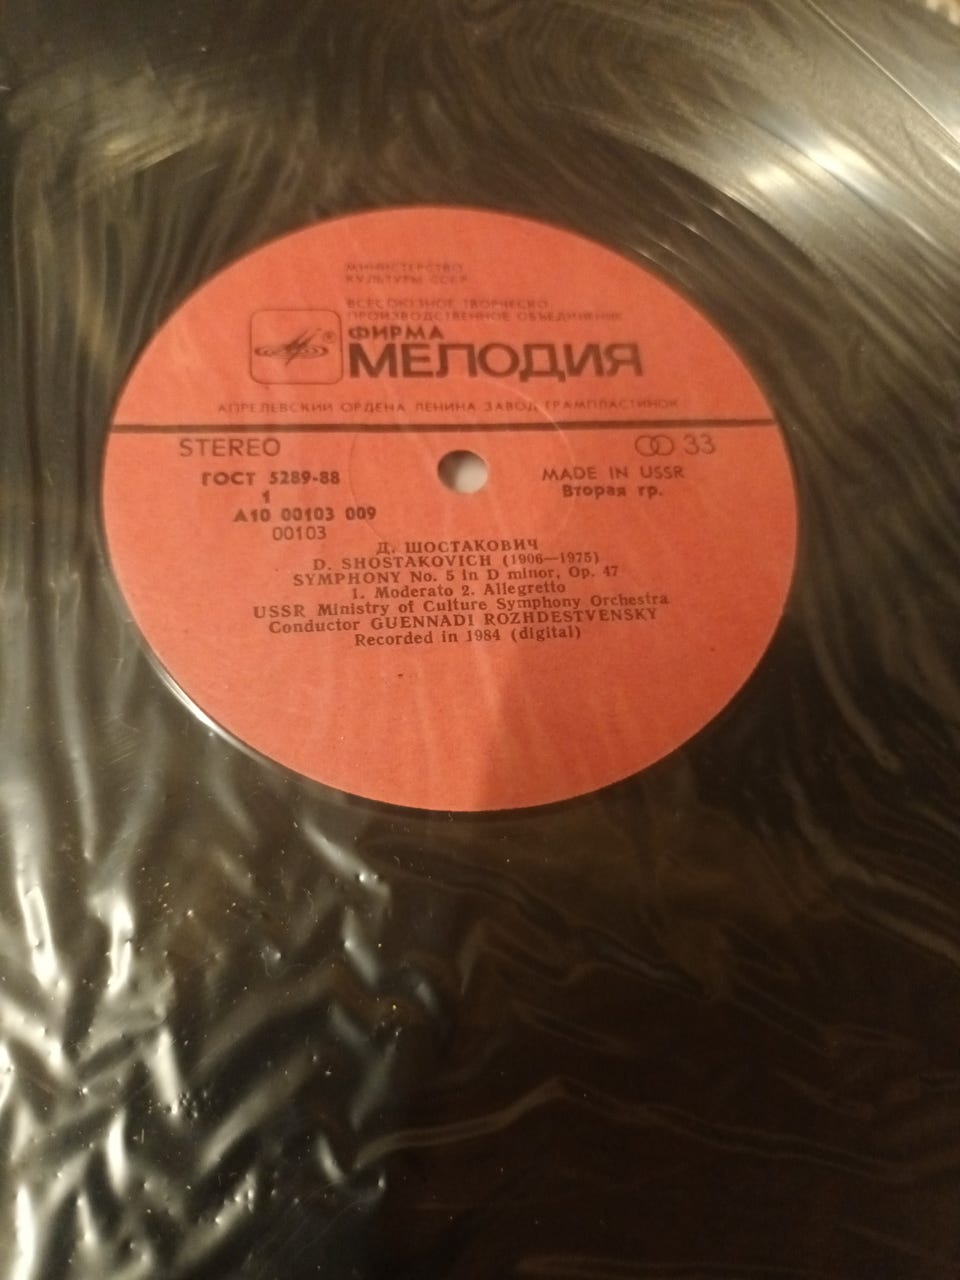 МИНИСТЕРСТВО
КУЛЬТУРЫ СССР
ВСЕСОЮЗНОЕ ТВОРЧЕСКО
ПРОИЗВОДСТВЕННОЕ ОБЪЕДИНЕНИЕ
ФИРМА
МЕЛОДИЯ
АПРЕЛЕВСКИЙ ОРДЕНА ЛЕНИНА ЗАВОД ГРАМПЛАСТИНОК
STEREO
33
ГОСТ 5289-88
MADE IN USSR
1
Вторая гр.
А10 00103 009
00103
Д. ШОСТАКОВИЧ
D. SHOSTAKOVICH (1906—1975)
SYMPHONY No. 5 in D minor, Op. 47
1. Moderato 2. Allegretto
USSR Ministry of Culture Symphony Orchestra
Conductor GUENNADI ROZHDESTVENSKY
Recorded in 1984 (digital)